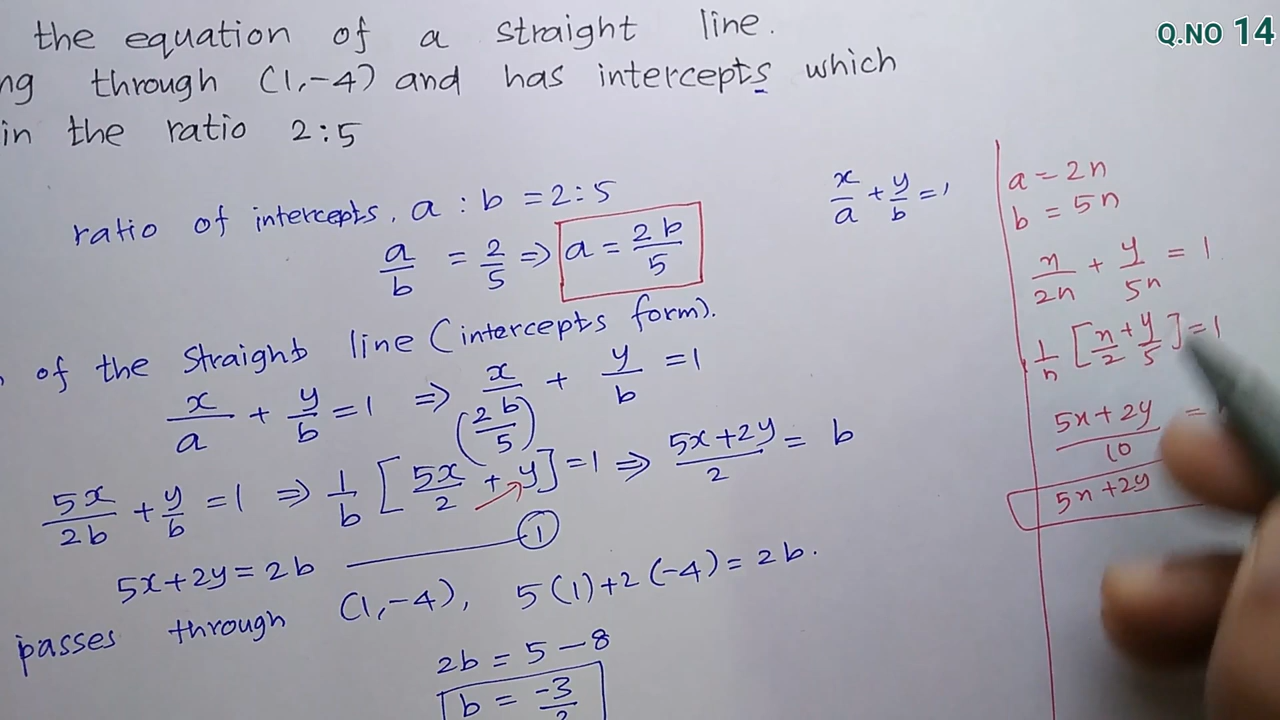 the equation of a straight line.
Q.NO 14
ng through (1,-4) and has intercepts which
in the ratio 2:5
ratio of intercepts, a : b = 2:5
a/b = 2/5 ⇒ a = 2b/5
x/a + y/b = 1
of the Straight line (intercepts form).
x/a + y/b = 1 ⇒ x/(2b/5) + y/b = 1
5x/2b + y/b = 1 ⇒ 1/b [5x/2 + y] = 1 ⇒ 5x+2y/2 = b
5x+2y = 2b ——— ①
passes through (1,-4), 5(1)+2(-4) = 2b.
2b = 5 - 8
b = -3/2
a = 2n
b = 5n
n/2n + y/5n = 1
1/n [n/2 + y/5] = 1
5x+2y/10 =
5n+2y